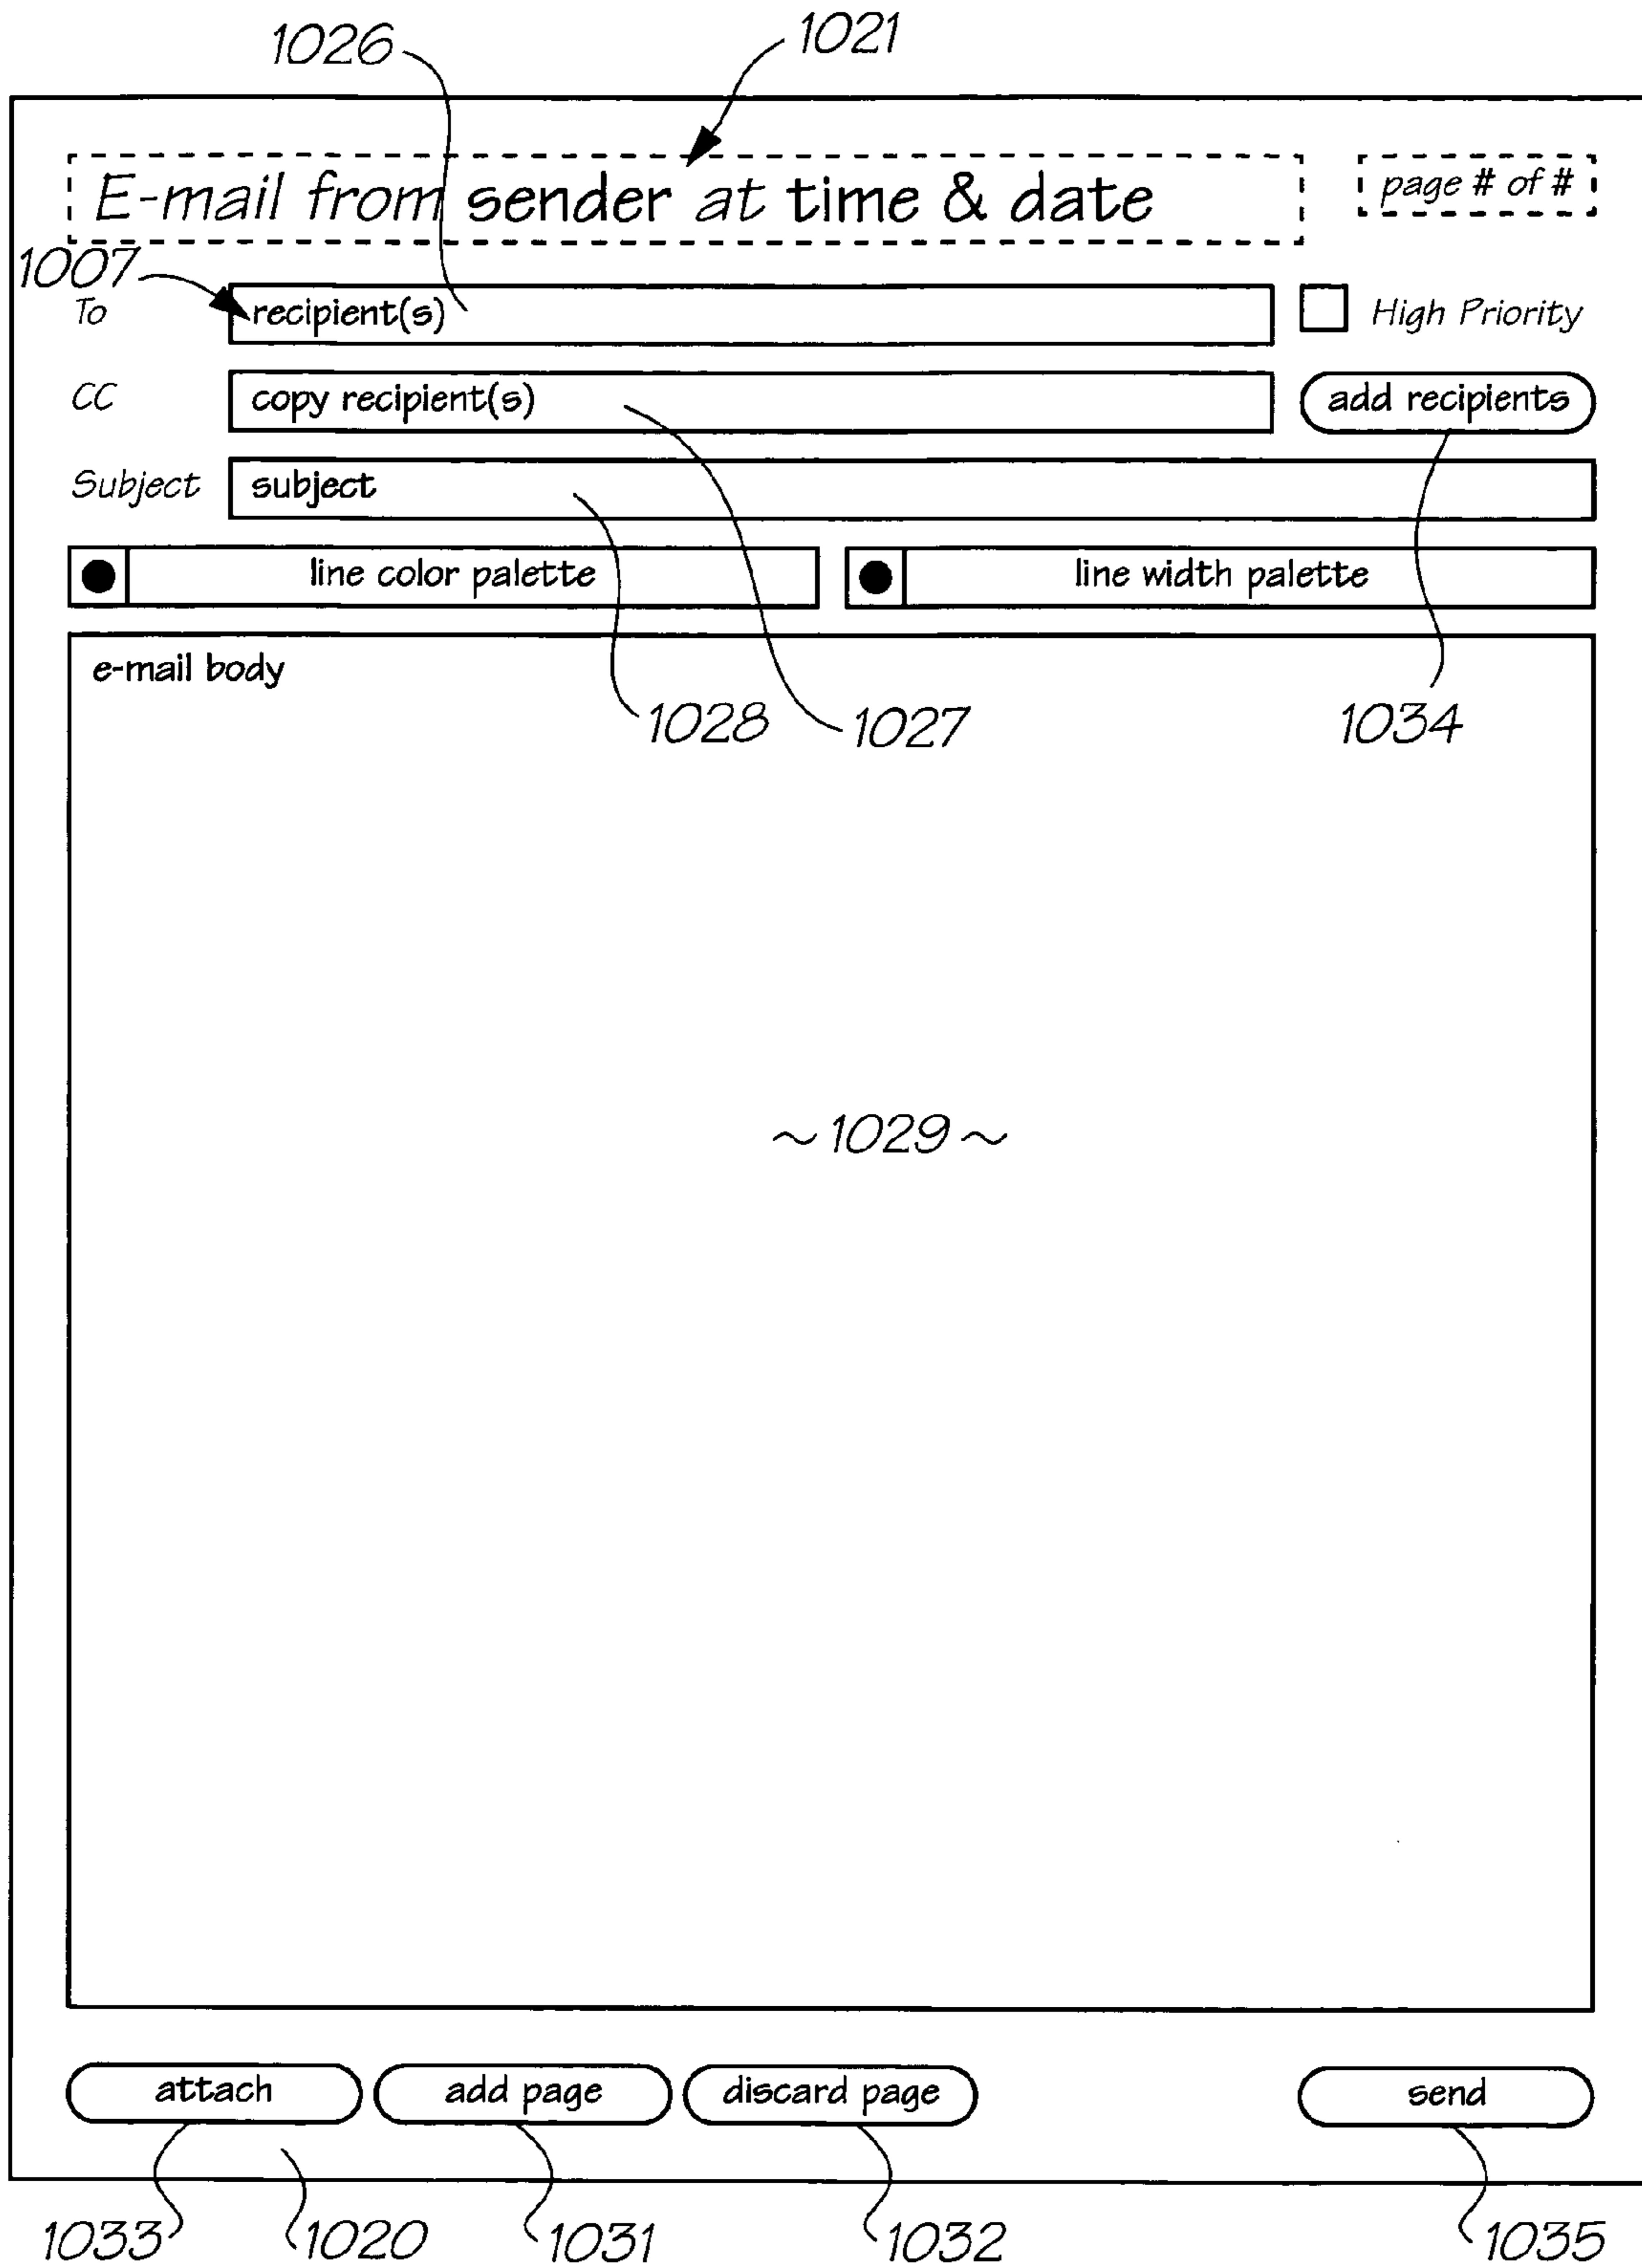 1026 1021
E-mail from sender at time & date page # of #
1007
To recipient(s) High Priority
CC copy recipient(s) add recipients
Subject subject
line color palette line width palette
e-mail body
1028 1027 1034
~1029~
attach add page discard page send
1033 1020 1031 1032 1035